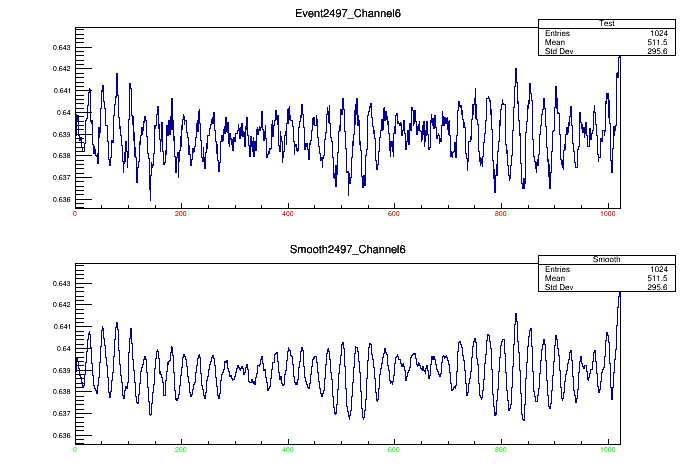 Event2497_Channel6
Test
Entries 1024
Mean 511.5
Std Dev 295.6
0.643
0.642
0.641
0.64
0.639
0.638
0.637
0.636
0 200 400 600 800 1000
Smooth2497_Channel6
Smooth
Entries 1024
Mean 511.5
Std Dev 295.6
0.643
0.642
0.641
0.64
0.639
0.638
0.637
0.636
0 200 400 600 800 1000